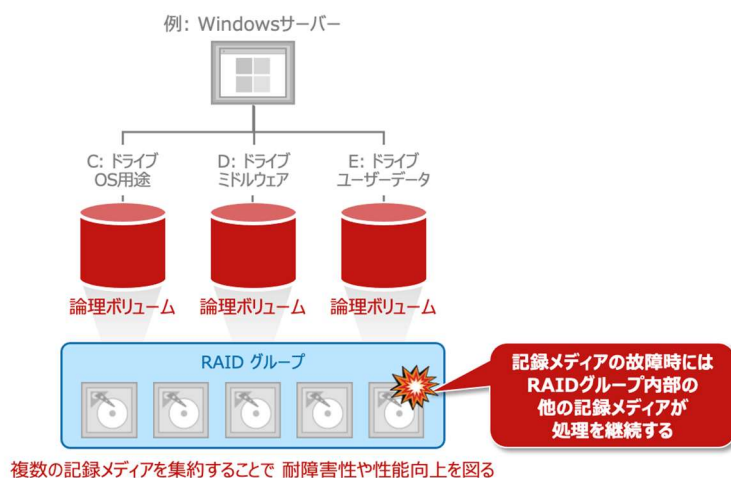 例: Windowsサーバー
C: ドライブ
OS用途
D: ドライブ
ミドルウェア
E: ドライブ
ユーザーデータ
論理ボリューム
論理ボリューム
論理ボリューム
RAID グループ
記録メディアの故障時には
RAIDグループ内部の
他の記録メディアが
処理を継続する
複数の記録メディアを集約することで 耐障害性や性能向上を図る